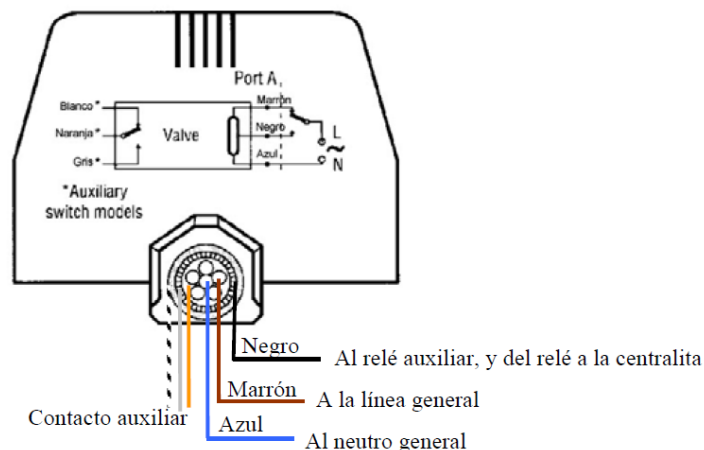 Port A
Marrón
Blanco*
Naranja*
Valve
Negro
L
~
Gris*
Azul
N
*Auxiliary
switch models
Negro
Al relé auxiliar, y del relé a la centralita
Marrón
A la línea general
Contacto auxiliar
Azul
Al neutro general